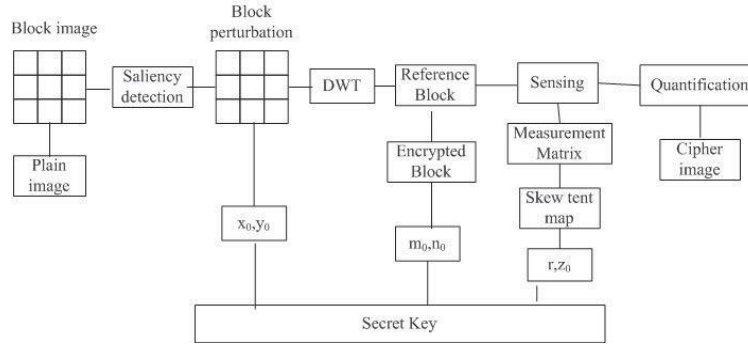 Block image
Block
perturbation
Saliency
detection
DWT
Reference
Block
Sensing
Quantification
Plain
image
Encrypted
Block
Measurement
Matrix
Cipher
image
Skew tent
map
x₀,y₀
m₀,n₀
r,z₀
Secret Key